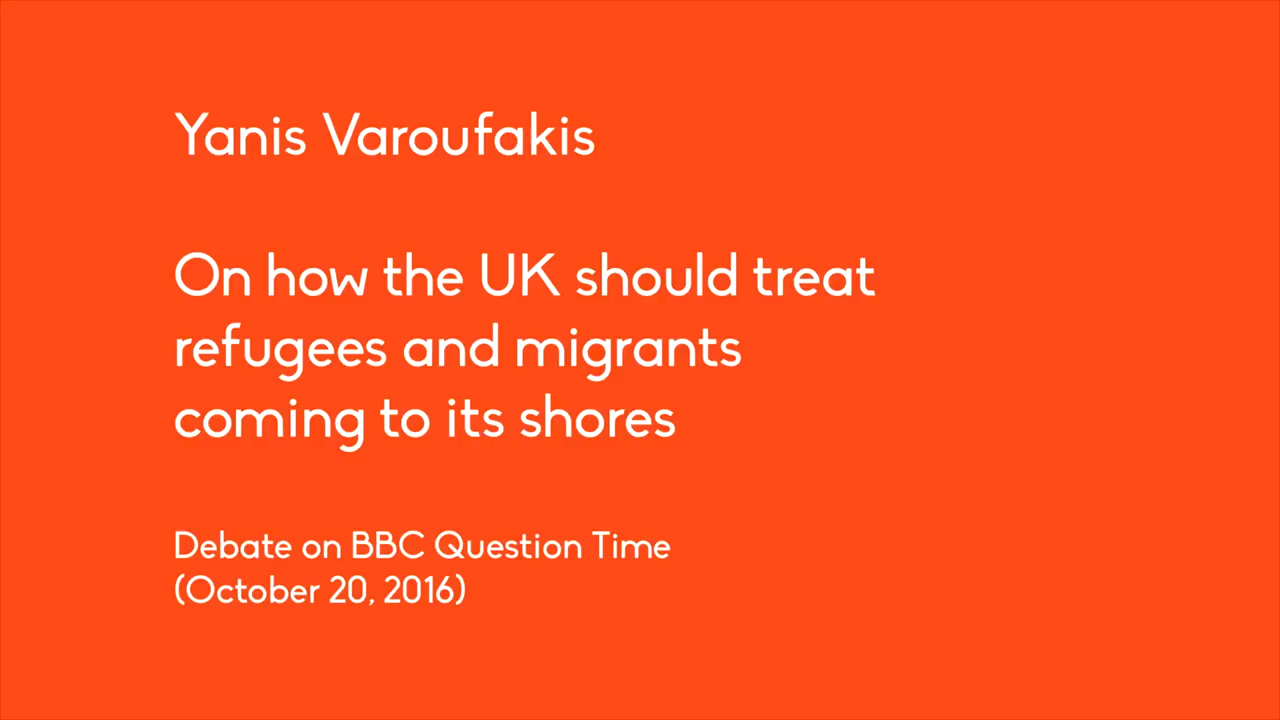 Yanis Varoufakis
On how the UK should treat
refugees and migrants
coming to its shores
Debate on BBC Question Time
(October 20, 2016)